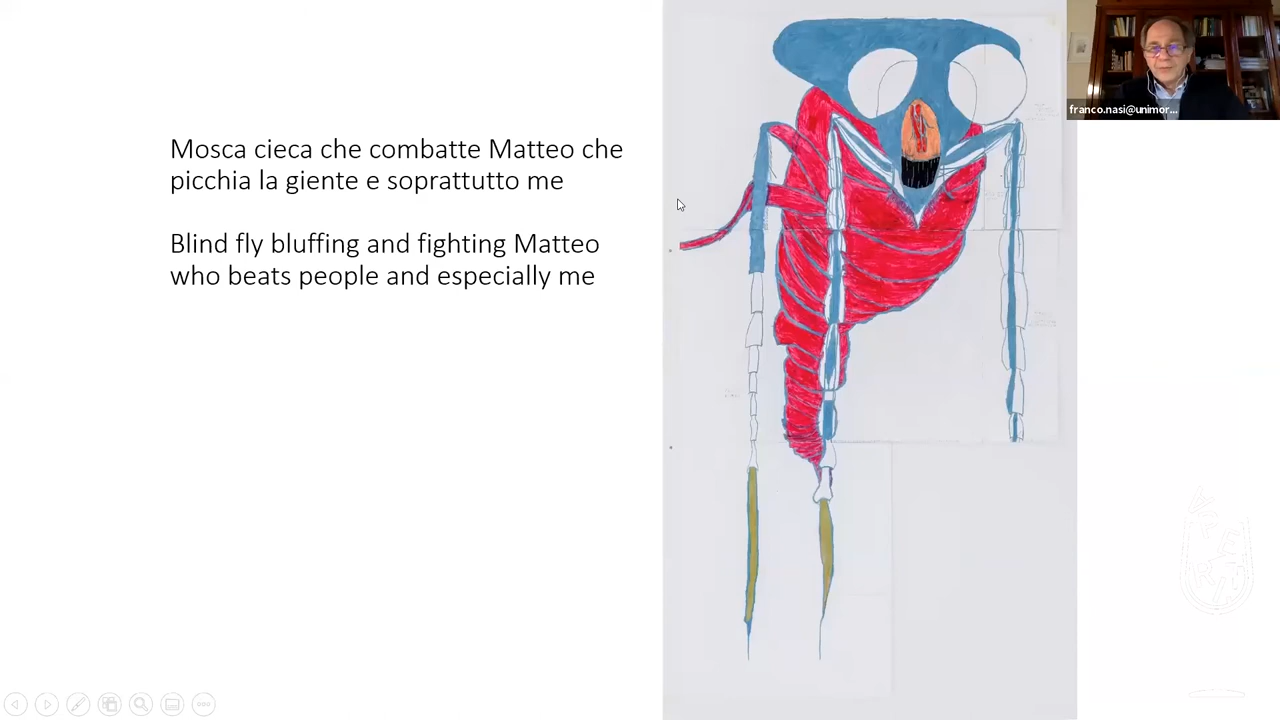 Mosca cieca che combatte Matteo che
picchia la giente e soprattutto me
Blind fly bluffing and fighting Matteo
who beats people and especially me
franco.nasi@unimor...